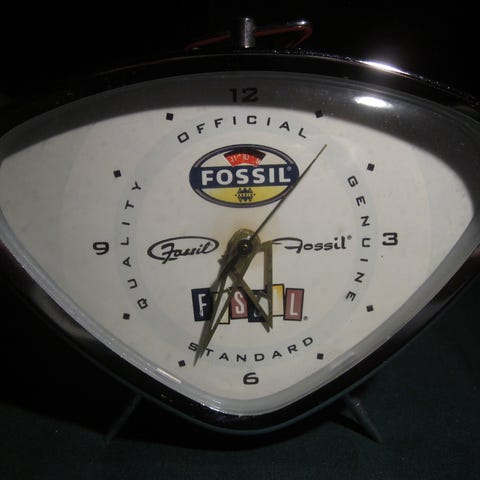 12
OFFICIAL
FOSSIL
GENUINE
QUALITY
9
Fossil
Fossil®
3
FOSSIL®
STANDARD
6